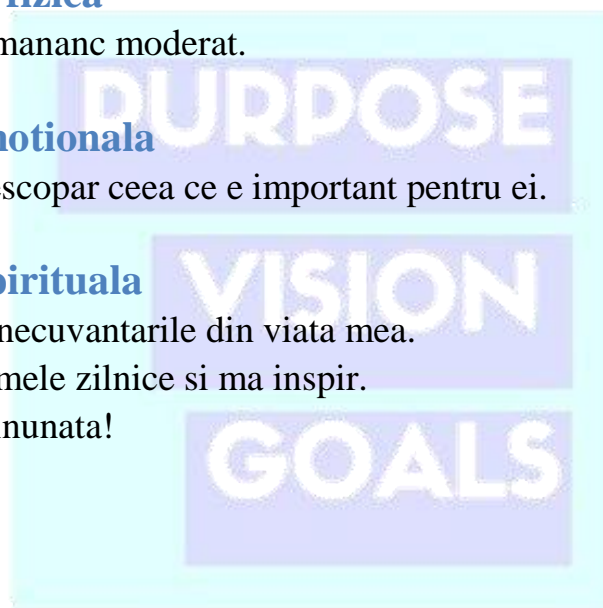 fizica
mananc moderat.
PURPOSE
notionala
escopar ceea ce e important pentru ei.
VISION
pirituala
necuvantarile din viata mea.
mele zilnice si ma inspir.
nunata!
GOALS